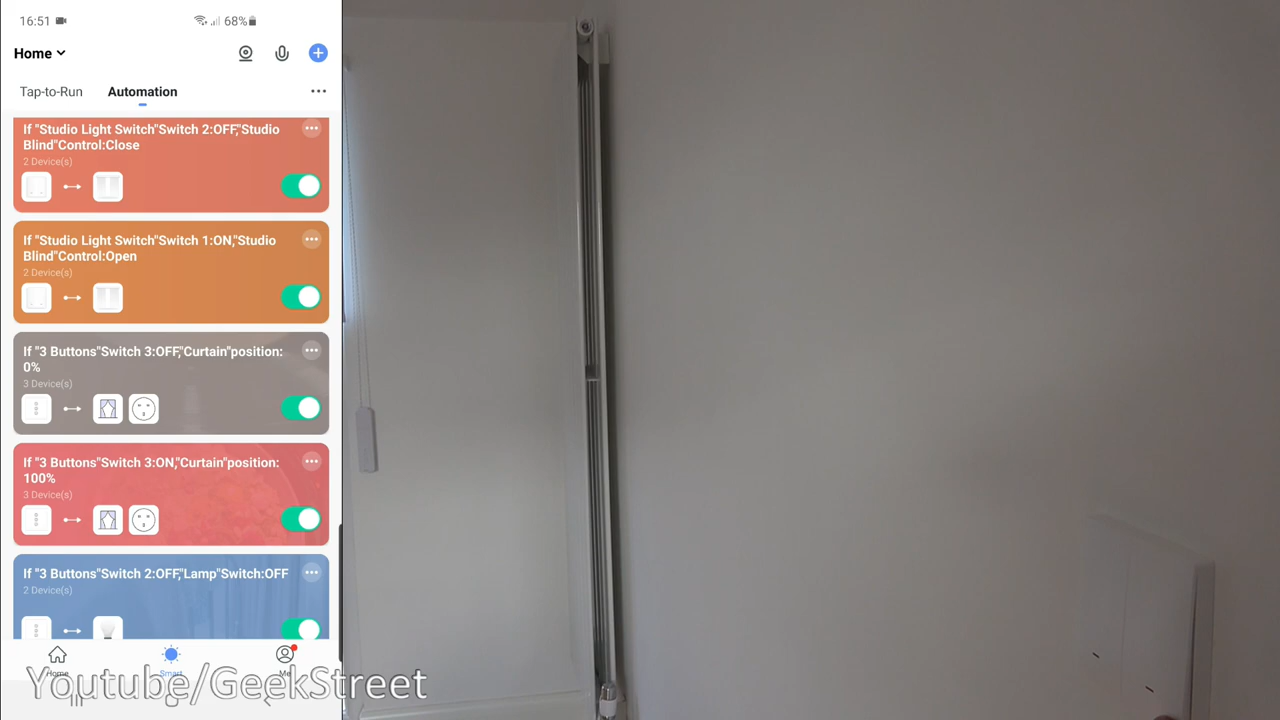 16:51 68%
Home
Tap-to-Run Automation
If "Studio Light Switch"Switch 2:OFF,"Studio
Blind"Control:Close
2 Device(s)
If "Studio Light Switch"Switch 1:ON,"Studio
Blind"Control:Open
2 Device(s)
If "3 Buttons"Switch 3:OFF,"Curtain"position:
0%
3 Device(s)
If "3 Buttons"Switch 3:ON,"Curtain"position:
100%
3 Device(s)
If "3 Buttons"Switch 2:OFF,"Lamp"Switch:OFF
2 Device(s)
Home Smart Me
Youtube/GeekStreet